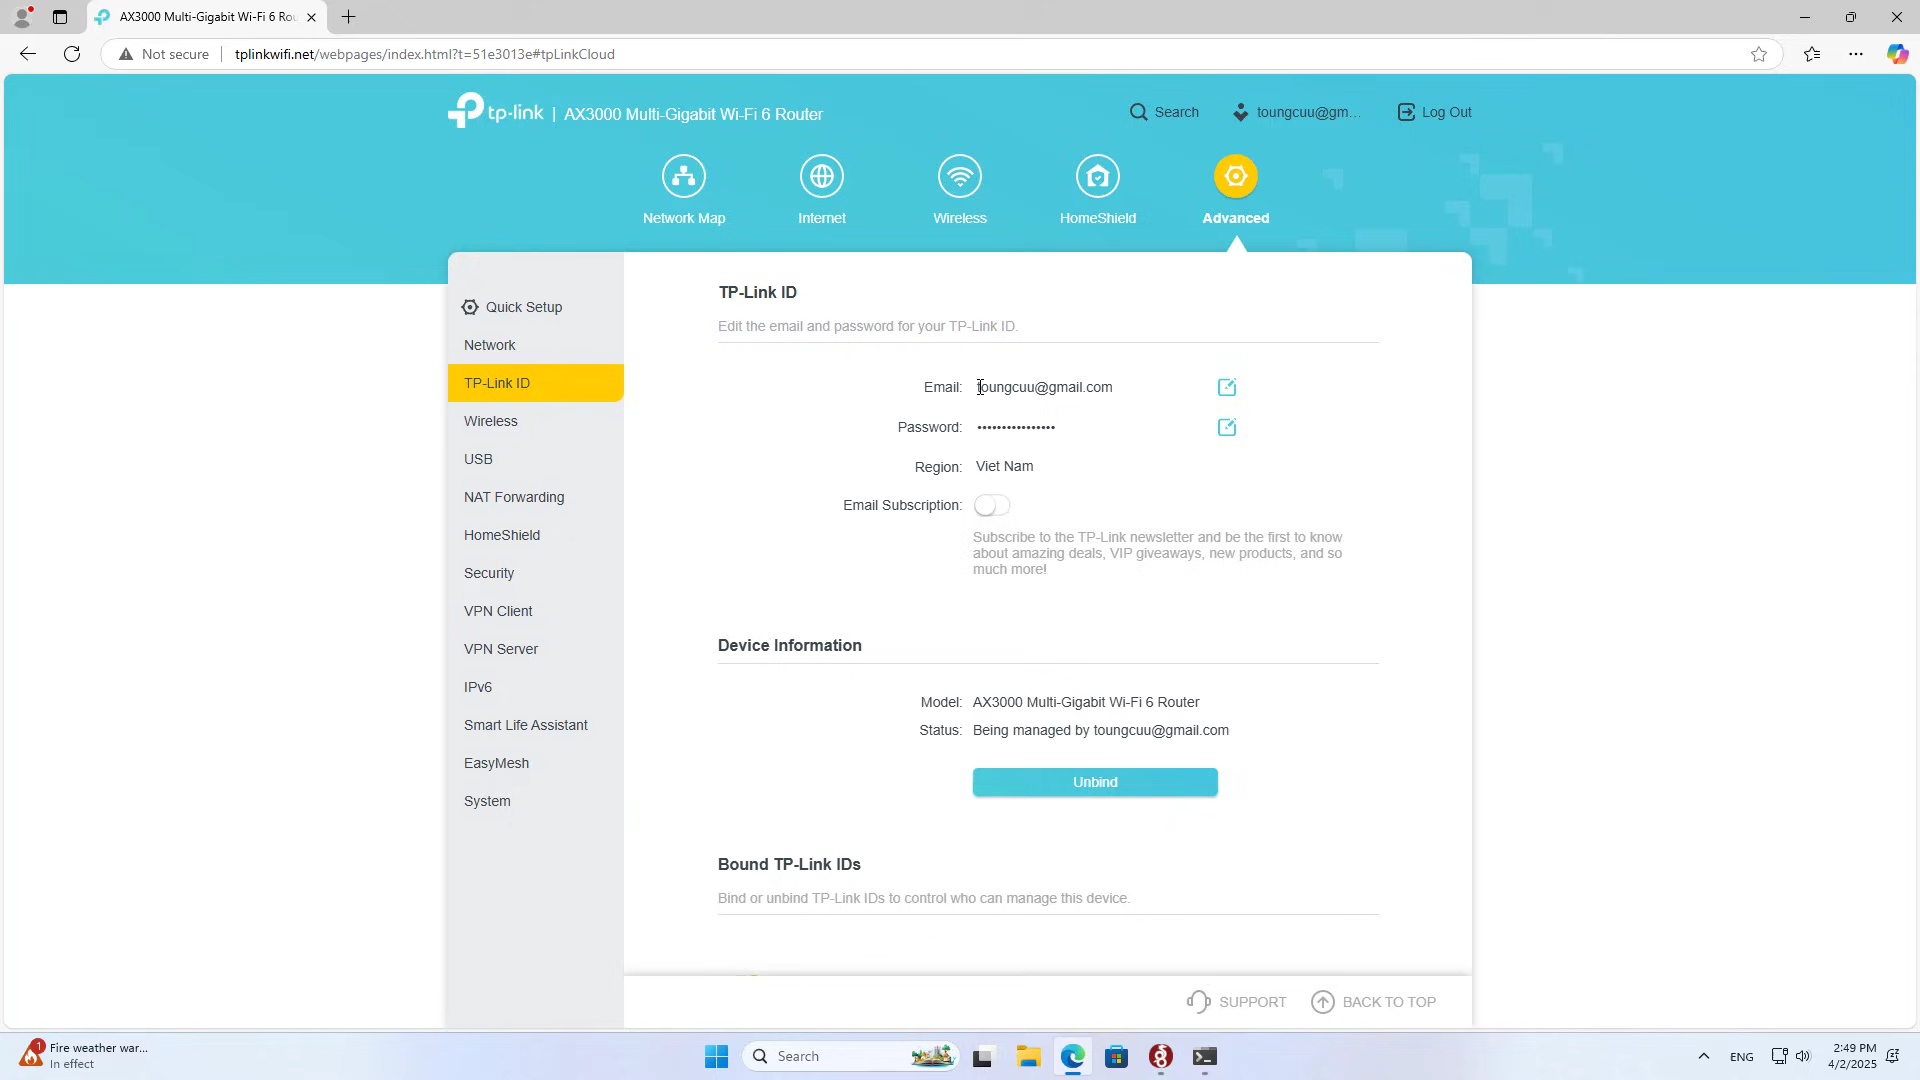 AX3000 Multi-Gigabit Wi-Fi 6 Rou
Not secure
tplinkwifi.net/webpages/index.html?t=51e3013e#tpLinkCloud
tp-link | AX3000 Multi-Gigabit Wi-Fi 6 Router
Search
toungcuu@gm...
Log Out
Network Map
Internet
Wireless
HomeShield
Advanced
Quick Setup
Network
TP-Link ID
Wireless
USB
NAT Forwarding
HomeShield
Security
VPN Client
VPN Server
IPv6
Smart Life Assistant
EasyMesh
System
TP-Link ID
Edit the email and password for your TP-Link ID.
Email: toungcuu@gmail.com
Password: ••••••••••••••••
Region: Viet Nam
Email Subscription:
Subscribe to the TP-Link newsletter and be the first to know
about amazing deals, VIP giveaways, new products, and so
much more!
Device Information
Model: AX3000 Multi-Gigabit Wi-Fi 6 Router
Status: Being managed by toungcuu@gmail.com
Unbind
Bound TP-Link IDs
Bind or unbind TP-Link IDs to control who can manage this device.
SUPPORT
BACK TO TOP
1
Fire weather war...
In effect
Search
ENG
2:49 PM
4/2/2025